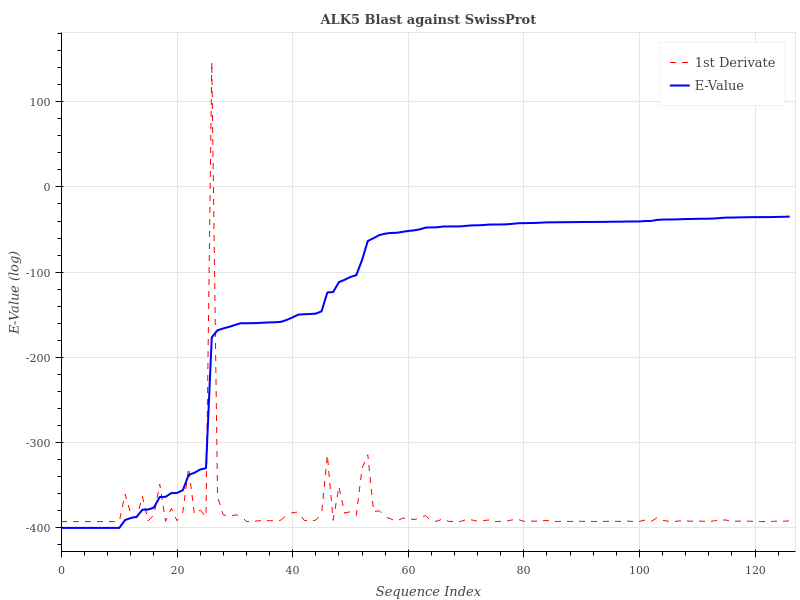 ALK5 Blast against SwissProt
1st Derivate
E-Value
E-Value (log)
100
0
-100
-200
-300
-400
0 20 40 60 80 100 120
Sequence Index